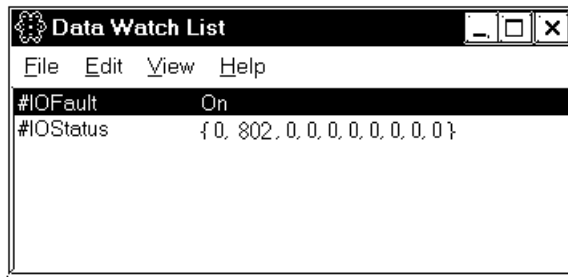 Data Watch List
File Edit View Help
#IOFault On
#IOStatus {0, 802, 0, 0, 0, 0, 0, 0, 0, 0}